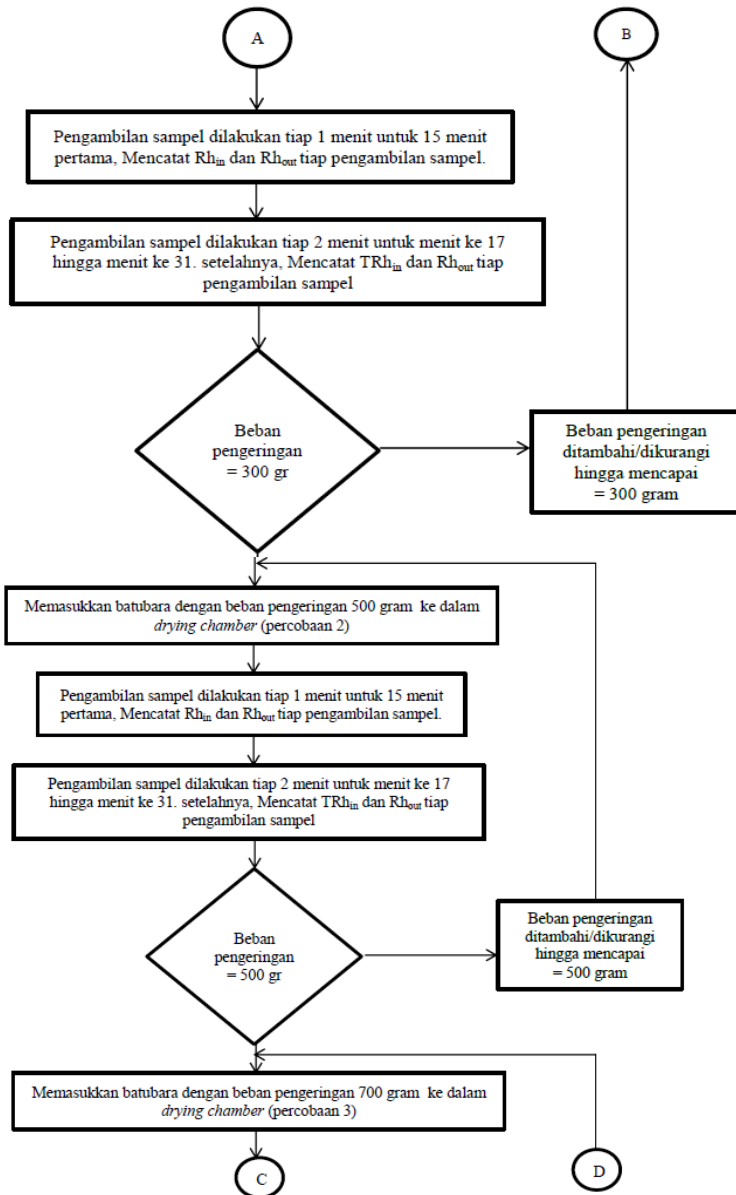 A
B
Pengambilan sampel dilakukan tiap 1 menit untuk 15 menit
pertama, Mencatat Rhin dan Rhout tiap pengambilan sampel.
Pengambilan sampel dilakukan tiap 2 menit untuk menit ke 17
hingga menit ke 31. setelahnya, Mencatat TRhin dan Rhout tiap
pengambilan sampel
Beban
pengeringan
= 300 gr
Beban pengeringan
ditambahi/dikurangi
hingga mencapai
= 300 gram
Memasukkan batubara dengan beban pengeringan 500 gram ke dalam
drying chamber (percobaan 2)
Pengambilan sampel dilakukan tiap 1 menit untuk 15 menit
pertama, Mencatat Rhin dan Rhout tiap pengambilan sampel.
Pengambilan sampel dilakukan tiap 2 menit untuk menit ke 17
hingga menit ke 31. setelahnya, Mencatat TRhin dan Rhout tiap
pengambilan sampel
Beban
pengeringan
= 500 gr
Beban pengeringan
ditambahi/dikurangi
hingga mencapai
= 500 gram
Memasukkan batubara dengan beban pengeringan 700 gram ke dalam
drying chamber (percobaan 3)
C
D